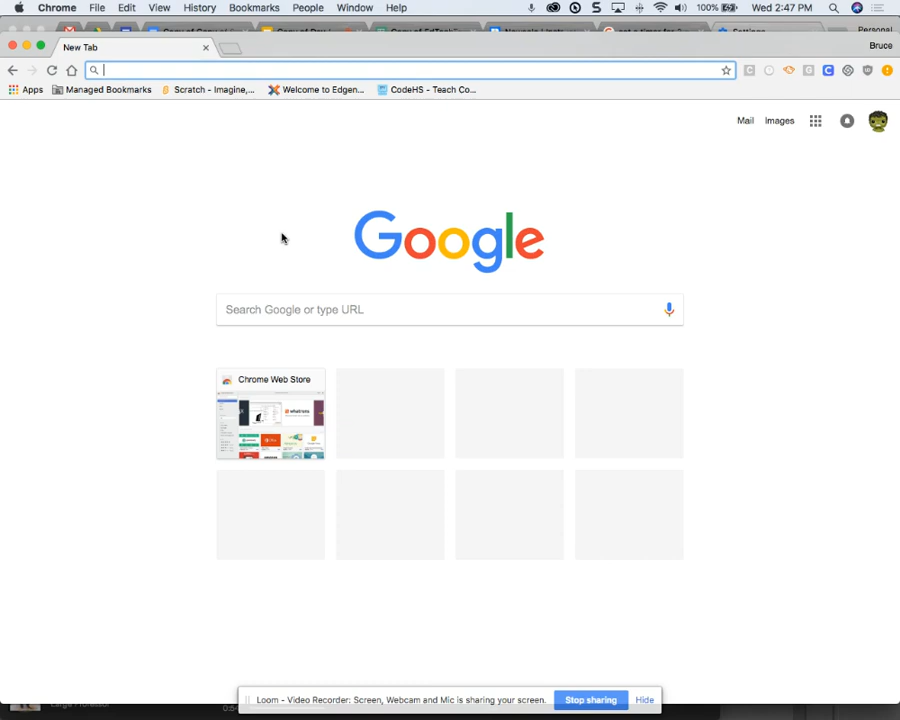 Chrome File Edit View History Bookmarks People Window Help 100% Wed 2:47 PM
New Tab Bruce
Apps Managed Bookmarks Scratch - Imagine,... Welcome to Edgen... CodeHS - Teach Co...
Mail Images
Google
Search Google or type URL
Chrome Web Store
Loom - Video Recorder: Screen, Webcam and Mic is sharing your screen. Stop sharing Hide